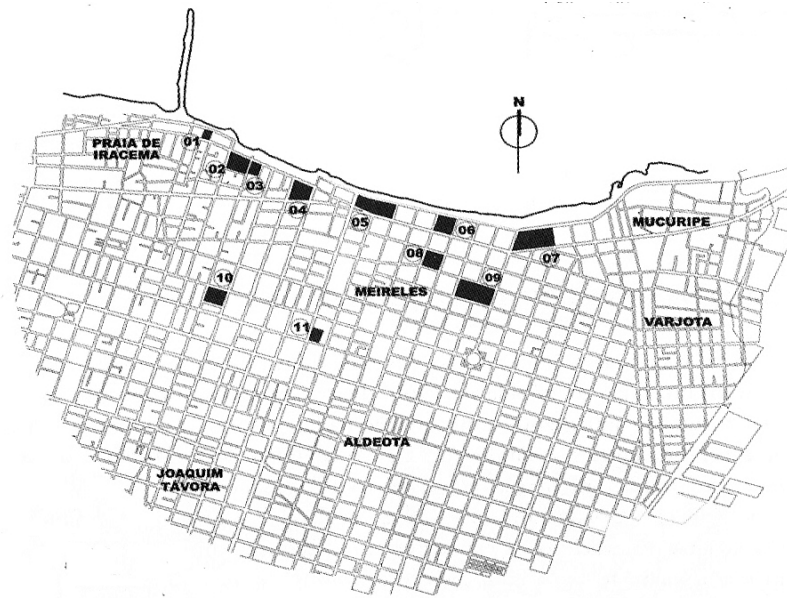 N
PRAIA DE
IRACEMA
01
02
03
04
05
06
07
08
09
10
11
MUCURIPE
MEIRELES
VARJOTA
ALDEOTA
JOAQUIM
TÁVORA